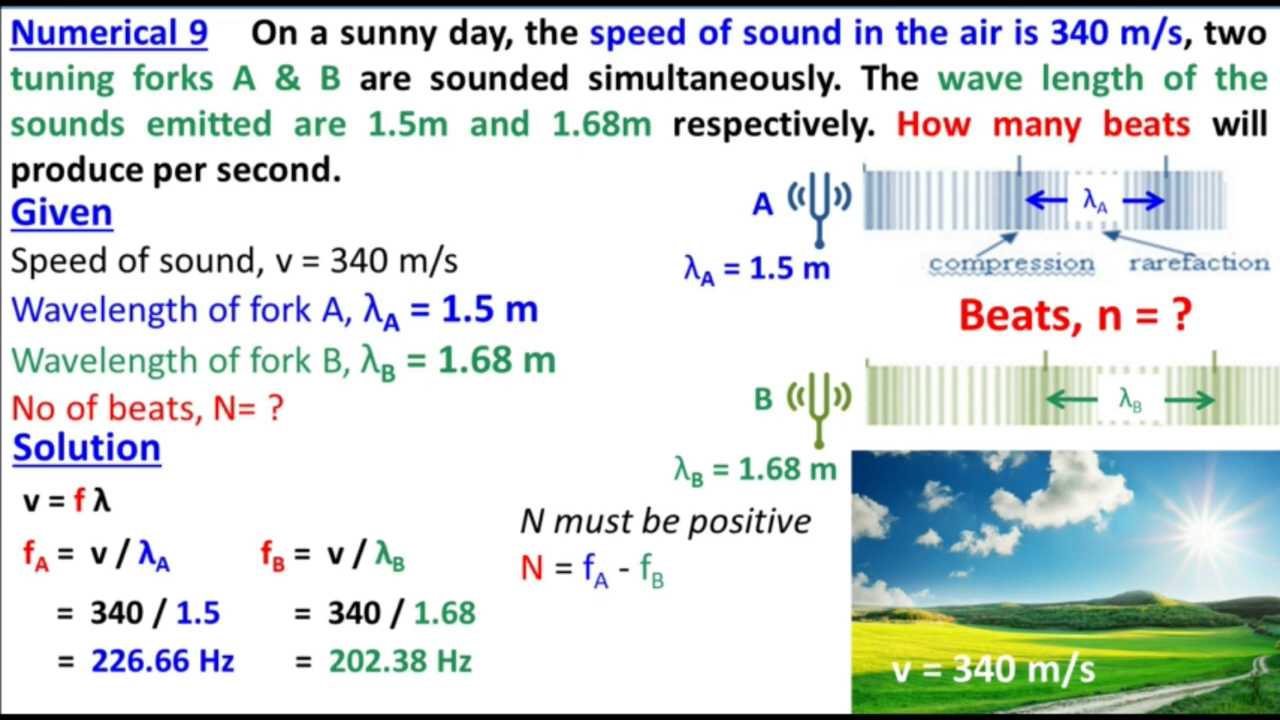 Numerical 9 On a sunny day, the speed of sound in the air is 340 m/s, two
tuning forks A & B are sounded simultaneously. The wave length of the
sounds emitted are 1.5m and 1.68m respectively. How many beats will
produce per second.
Given
Speed of sound, v = 340 m/s
Wavelength of fork A, λA = 1.5 m
Wavelength of fork B, λB = 1.68 m
No of beats, N= ?
Solution
v = f λ
fA = v / λA
= 340 / 1.5
= 226.66 Hz
fB = v / λB
= 340 / 1.68
= 202.38 Hz
N must be positive
N = fA - fB
A
λA
λA = 1.5 m
compression
rarefaction
Beats, n = ?
B
λB
λB = 1.68 m
v = 340 m/s